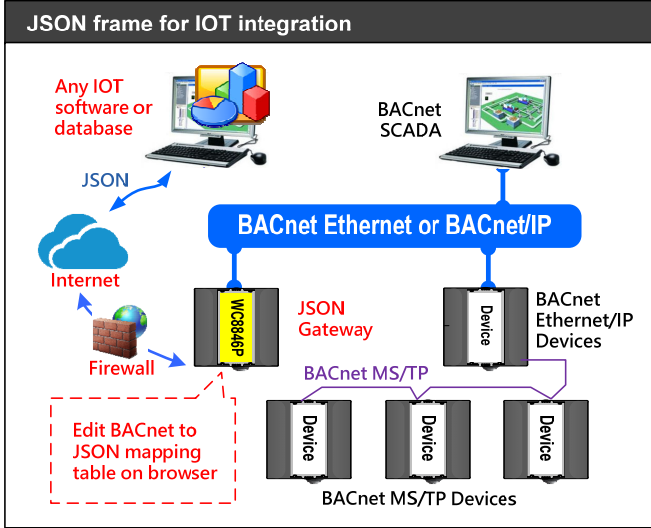 JSON frame for IOT integration
Any IOT
software or
database
BACnet
SCADA
JSON
BACnet Ethernet or BACnet/IP
Internet
WC8846P
JSON
Gateway
Device
BACnet
Ethernet/IP
Devices
Firewall
BACnet MS/TP
Edit BACnet to
JSON mapping
table on browser
Device
Device
Device
BACnet MS/TP Devices